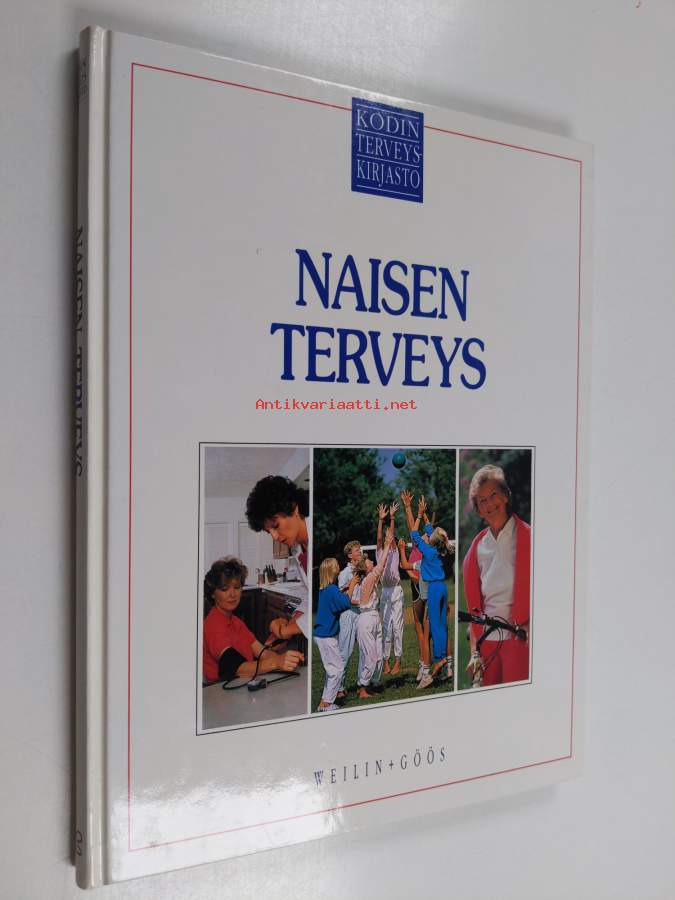 KODIN
TERVEYS-
KIRJASTO
NAISEN
TERVEYS
Antikvariaatti.net
WEILIN+GÖÖS
NAISEN TERVEYS